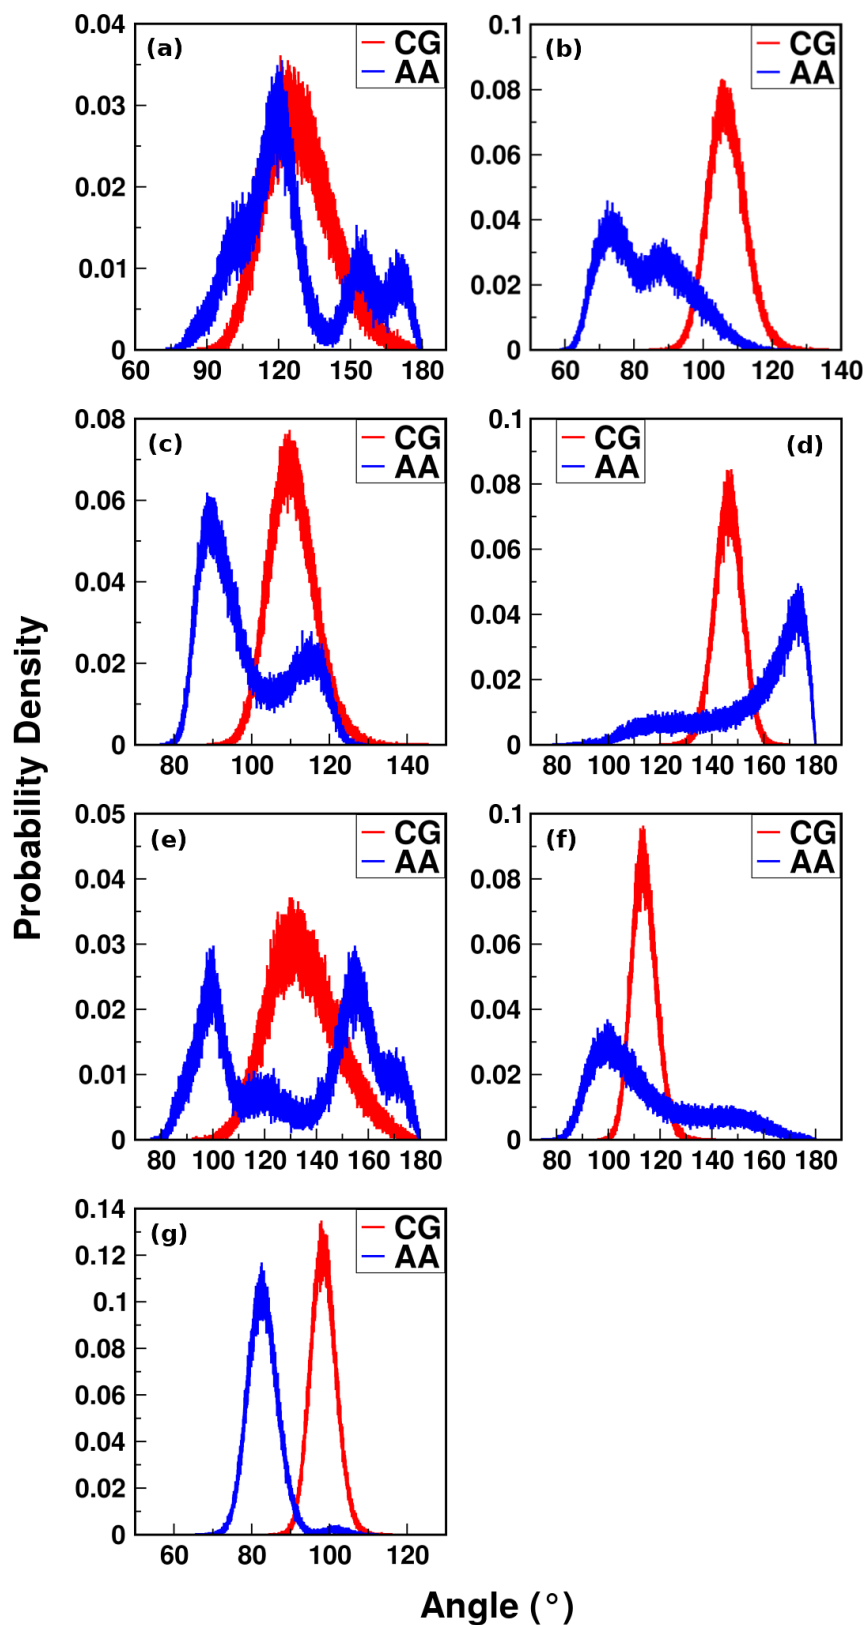 0.04
0.03
0.02
0.01
0
(a)
CG
AA
60 90 120 150 180
0.1
0.08
0.06
0.04
0.02
0
(b)
CG
AA
60 80 100 120 140
0.08
0.06
0.04
0.02
0
(c)
CG
AA
80 100 120 140
0.1
0.08
0.06
0.04
0.02
0
CG
AA
(d)
80 100 120 140 160 180
0.05
0.04
0.03
0.02
0.01
0
(e)
CG
AA
80 100 120 140 160 180
0.1
0.08
0.06
0.04
0.02
0
(f)
CG
AA
80 100 120 140 160 180
0.14
0.12
0.1
0.08
0.06
0.04
0.02
0
(g)
CG
AA
60 80 100 120
Probability Density
Angle (°)